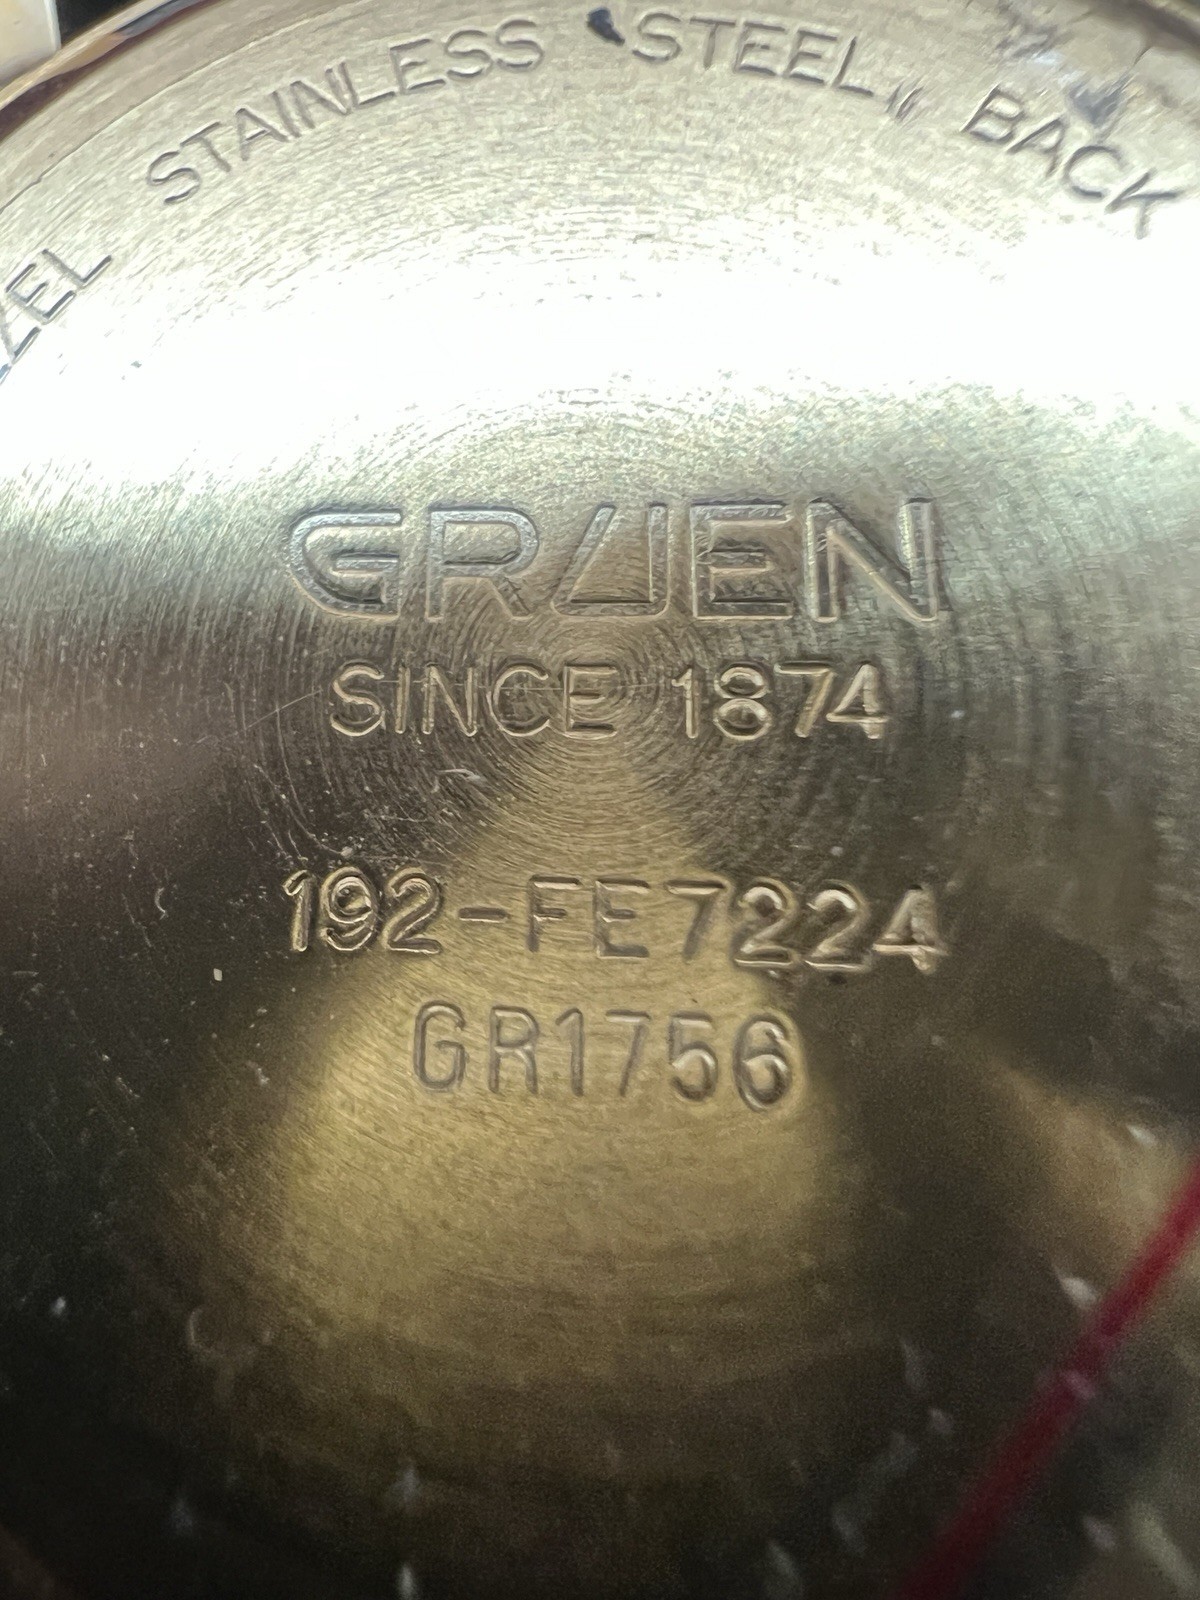 STAINLESS STEEL BACK
GRUEN
SINCE 1874
192-FE7224
GR1756